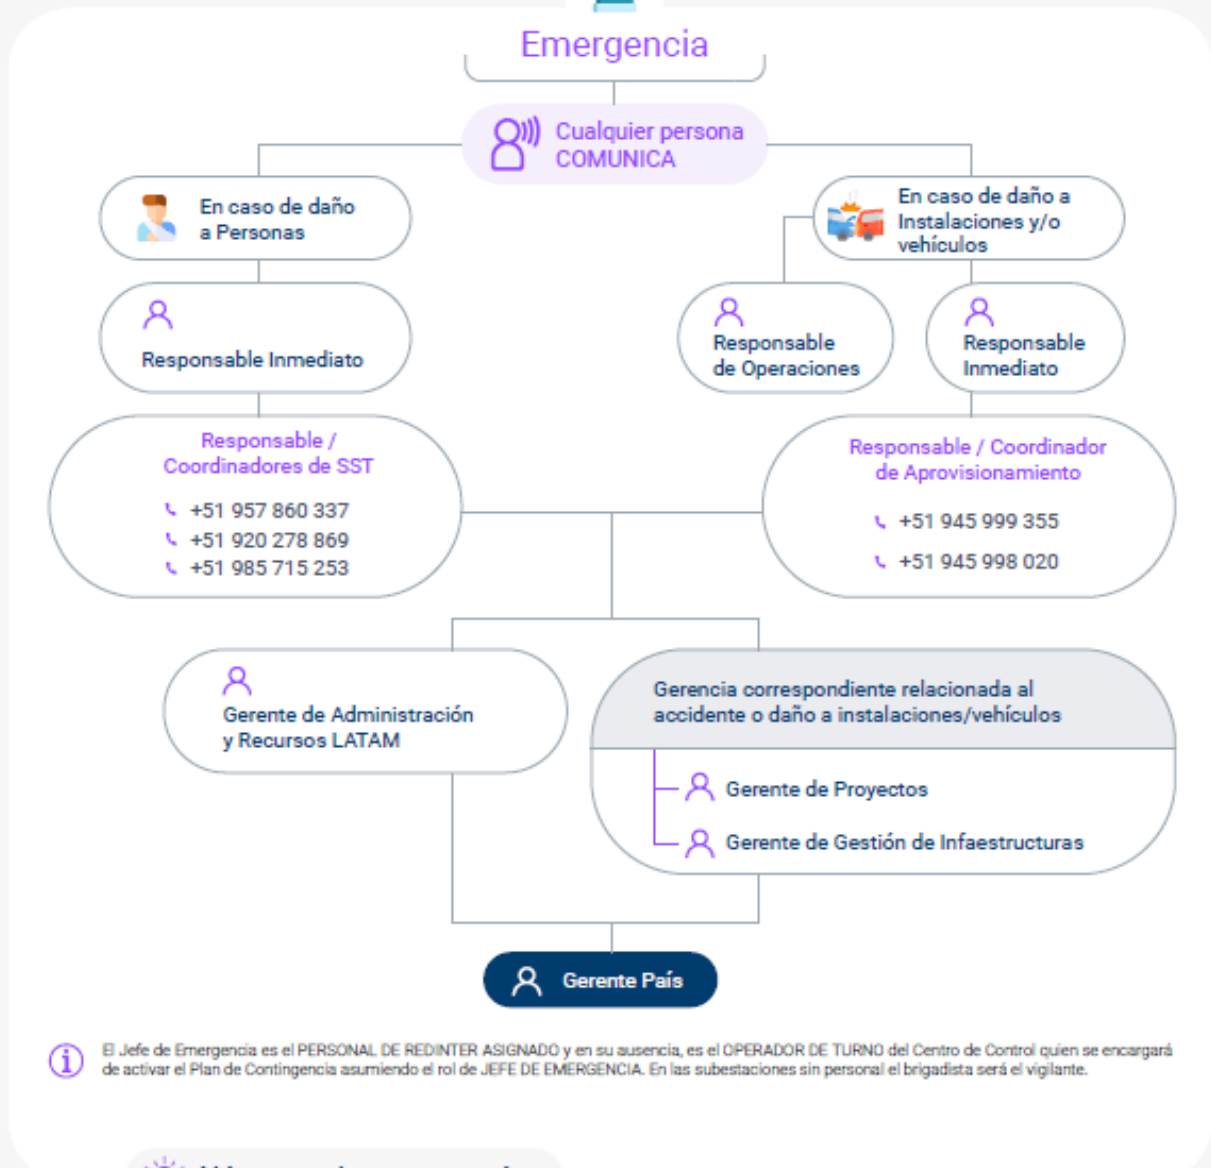 Emergencia
Cualquier persona
COMUNICA
En caso de daño
a Personas
En caso de daño a
Instalaciones y/o
vehículos
Responsable Inmediato
Responsable
de Operaciones
Responsable
Inmediato
Responsable /
Coordinadores de SST
+51 957 860 337
+51 920 278 869
+51 985 715 253
Responsable / Coordinador
de Aprovisionamiento
+51 945 999 355
+51 945 998 020
Gerente de Administración
y Recursos LATAM
Gerencia correspondiente relacionada al
accidente o daño a instalaciones/vehículos
Gerente de Proyectos
Gerente de Gestión de Infaestructuras
Gerente País
El Jefe de Emergencia es el PERSONAL DE REDINTER ASIGNADO y en su ausencia, es el OPERADOR DE TURNO del Centro de Control quien se encargará
de activar el Plan de Contingencia asumiendo el rol de JEFE DE EMERGENCIA. En las subestaciones sin personal el brigadista será el vigilante.